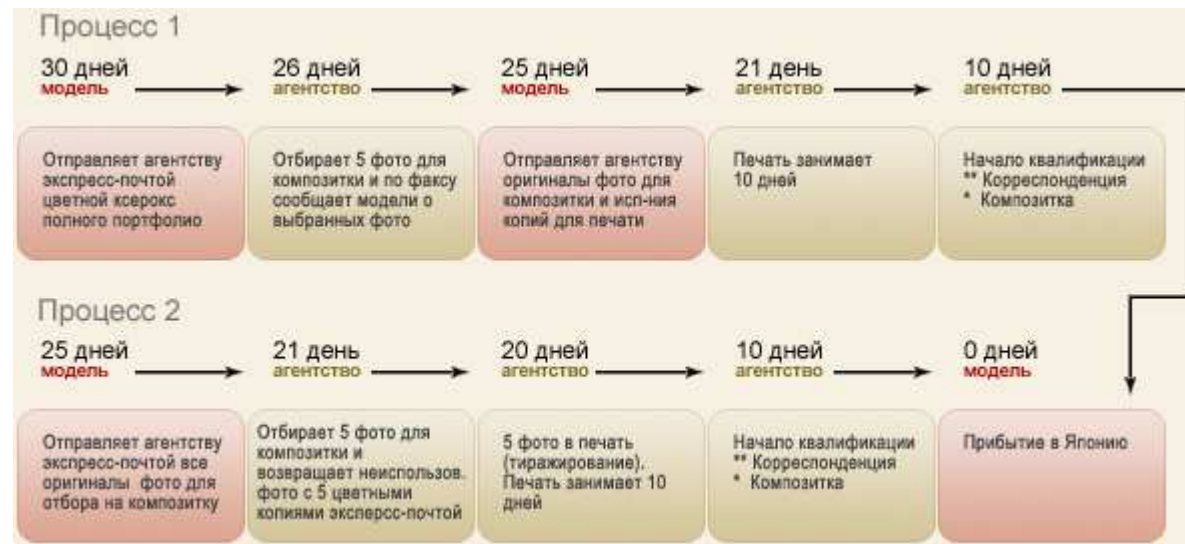 Процесс 1
30 дней
модель
26 дней
агентство
25 дней
модель
21 день
агентство
10 дней
агентство
Отправляет агентству
экспресс-почтой
цветной ксерокс
полного портфолио
Отбирает 5 фото для
композитки и по факсу
сообщает модели о
выбранных фото
Отправляет агентству
оригиналы фото для
композитки и исп-ния
копий для печати
Печать занимает
10 дней
Начало квалификации
** Корреспонденция
* Композитка
Процесс 2
25 дней
модель
21 день
агентство
20 дней
агентство
10 дней
агентство
0 дней
модель
Отправляет агентству
экспресс-почтой все
оригиналы фото для
отбора на композитку
Отбирает 5 фото для
композитки и
возвращает неиспользов.
фото с 5 цветными
копиями эксперсс-почтой
5 фото в печать
(тиражирование).
Печать занимает 10
дней
Начало квалификации
** Корреспонденция
* Композитка
Прибытие в Японию